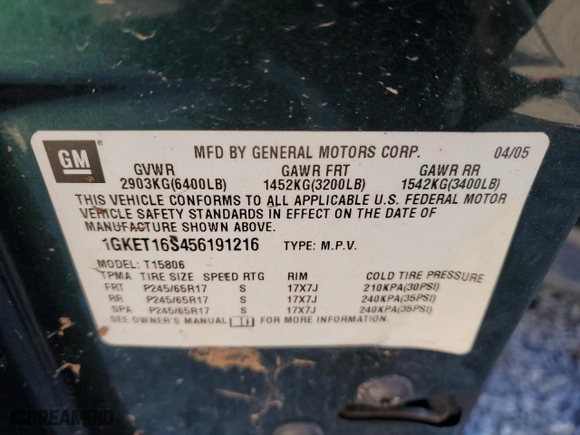 GM
MFD BY GENERAL MOTORS CORP. 04/05
GVWR GAWR FRT GAWR RR
2903KG(6400LB) 1452KG(3200LB) 1542KG(3400LB)
THIS VEHICLE CONFORMS TO ALL APPLICABLE U.S. FEDERAL MOTOR
VEHICLE SAFETY STANDARDS IN EFFECT ON THE DATE OF
MANUFACTURE SHOWN ABOVE.
1GKET16S456191216 TYPE: M.P.V.
MODEL: T15806
TPMA TIRE SIZE SPEED RTG RIM COLD TIRE PRESSURE
FRT P245/65R17 S 17X7J 210KPA(30PSI)
RR P245/65R17 S 17X7J 240KPA(35PSI)
SPA P245/65R17 S 17X7J 240KPA(35PSI)
SEE OWNER'S MANUAL FOR MORE INFORMATION.
DREAMBID